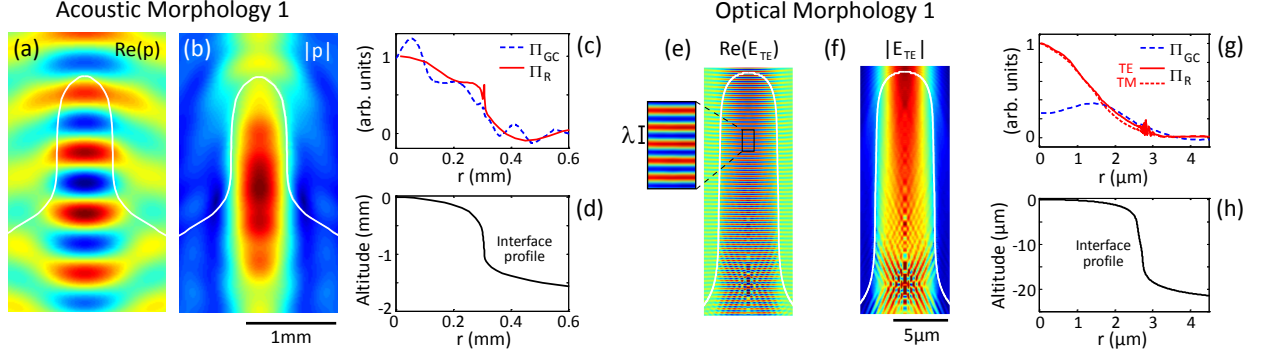 Acoustic Morphology 1
Optical Morphology 1
(a) Re(p)
(b) |p|
1mm
(c)
(arb. units)
1
0
Π_GC
Π_R
0 0.2 0.4 0.6
r (mm)
(d)
Altitude (mm)
0
-1
-2
Interface
profile
0 0.2 0.4 0.6
r (mm)
(e) Re(E_TE)
λ
(f) |E_TE|
5μm
(g)
(arb. units)
1
0
Π_GC
TE
TM
Π_R
0 1 2 3 4
r (μm)
(h)
Altitude (μm)
0
-10
-20
Interface
profile
0 1 2 3 4
r (μm)